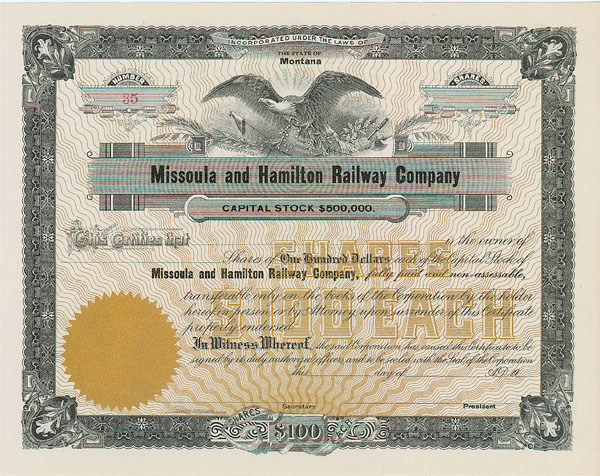 INCORPORATED UNDER THE LAWS OF
THE STATE OF
Montana
NUMBER
35
SHARES
Missoula and Hamilton Railway Company
CAPITAL STOCK $500,000.
This Certifies that
is the owner of
SHARES
Shares of One Hundred Dollars each of the Capital Stock of
Missoula and Hamilton Railway Company, fully paid and non-assessable,
$100 EACH
transferable only on the books of the Corporation by the holder
hereof in person or by Attorney upon surrender of this Certificate
properly endorsed.
In Witness Whereof, the said Corporation has caused this Certificate to be
signed by its duly authorized officers and to be sealed with the Seal of the Corporation
this day of A.D. 19
Secretary
President
SHARES
$100